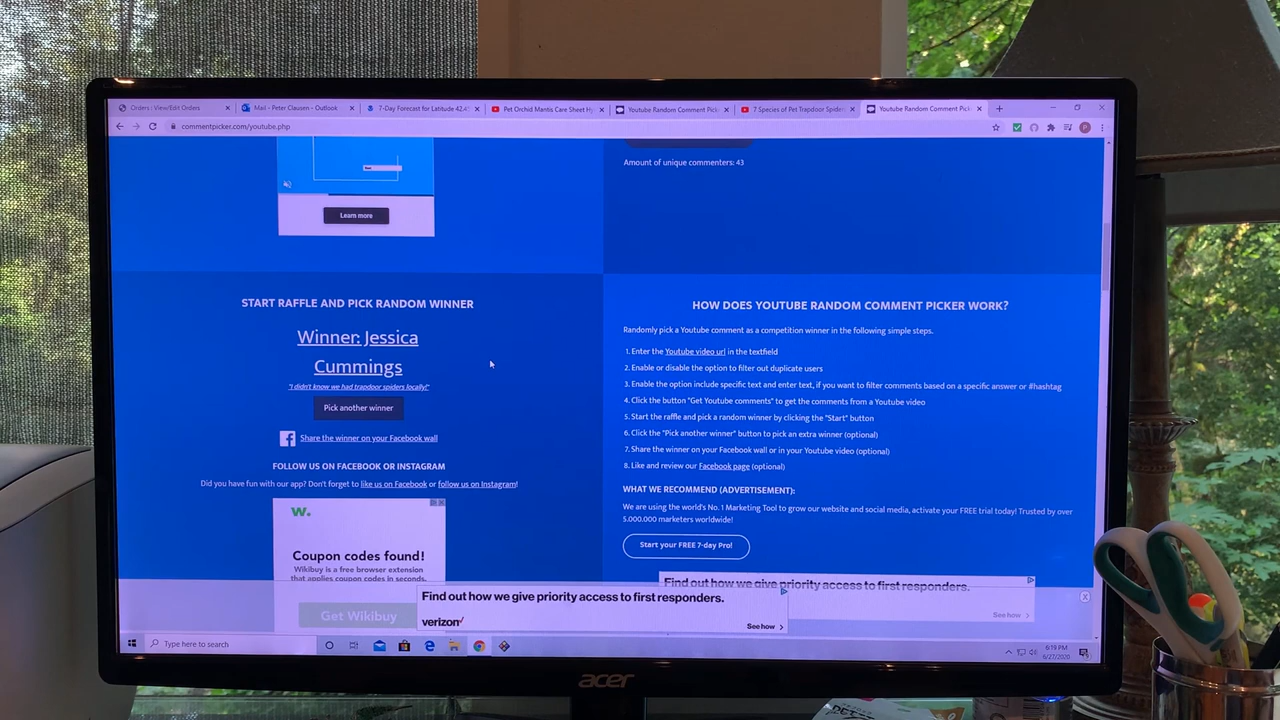 Orders : View/Edit Orders
Mail - Peter Clausen - Outlook
7-Day Forecast for Latitude 42.4
Pet Orchid Mantis Care Sheet H
Youtube Random Comment Pick
7 Species of Pet Trapdoor Spider
Youtube Random Comment Pick
commentpicker.com/youtube.php
P
Learn more
Amount of unique commenters: 43
START RAFFLE AND PICK RANDOM WINNER
Winner: Jessica
Cummings
"I didn't know we had trapdoor spiders locally!"
Pick another winner
Share the winner on your Facebook wall
FOLLOW US ON FACEBOOK OR INSTAGRAM
Did you have fun with our app? Don't forget to like us on Facebook or follow us on Instagram!
w.
Coupon codes found!
Wikibuy is a free browser extension
that applies coupon codes in seconds.
Get Wikibuy
HOW DOES YOUTUBE RANDOM COMMENT PICKER WORK?
Randomly pick a Youtube comment as a competition winner in the following simple steps.
1. Enter the Youtube video url in the textfield
2. Enable or disable the option to filter out duplicate users
3. Enable the option include specific text and enter text, if you want to filter comments based on a specific answer or #hashtag
4. Click the button "Get Youtube comments" to get the comments from a Youtube video
5. Start the raffle and pick a random winner by clicking the "Start" button
6. Click the "Pick another winner" button to pick an extra winner (optional)
7. Share the winner on your Facebook wall or in your Youtube video (optional)
8. Like and review our Facebook page (optional)
WHAT WE RECOMMEND (ADVERTISEMENT):
We are using the world's No. 1 Marketing Tool to grow our website and social media, activate your FREE trial today! Trusted by over
5.000.000 marketers worldwide!
Start your FREE 7-day Pro!
Find out how we give priority access to first responders.
See how
Find out how we give priority access to first responders.
verizon
See how
Type here to search
6:19 PM
6/27/2020
acer